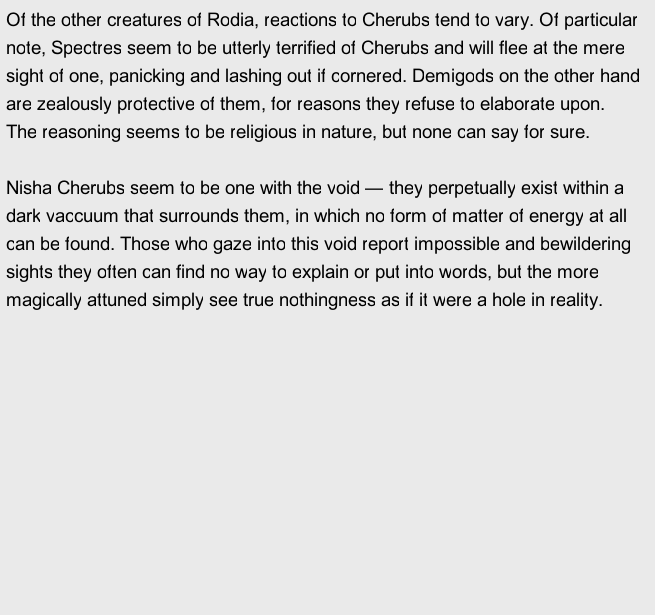 Of the other creatures of Rodia, reactions to Cherubs tend to vary. Of particular
note, Spectres seem to be utterly terrified of Cherubs and will flee at the mere
sight of one, panicking and lashing out if cornered. Demigods on the other hand
are zealously protective of them, for reasons they refuse to elaborate upon.
The reasoning seems to be religious in nature, but none can say for sure.
Nisha Cherubs seem to be one with the void — they perpetually exist within a
dark vaccuum that surrounds them, in which no form of matter of energy at all
can be found. Those who gaze into this void report impossible and bewildering
sights they often can find no way to explain or put into words, but the more
magically attuned simply see true nothingness as if it were a hole in reality.